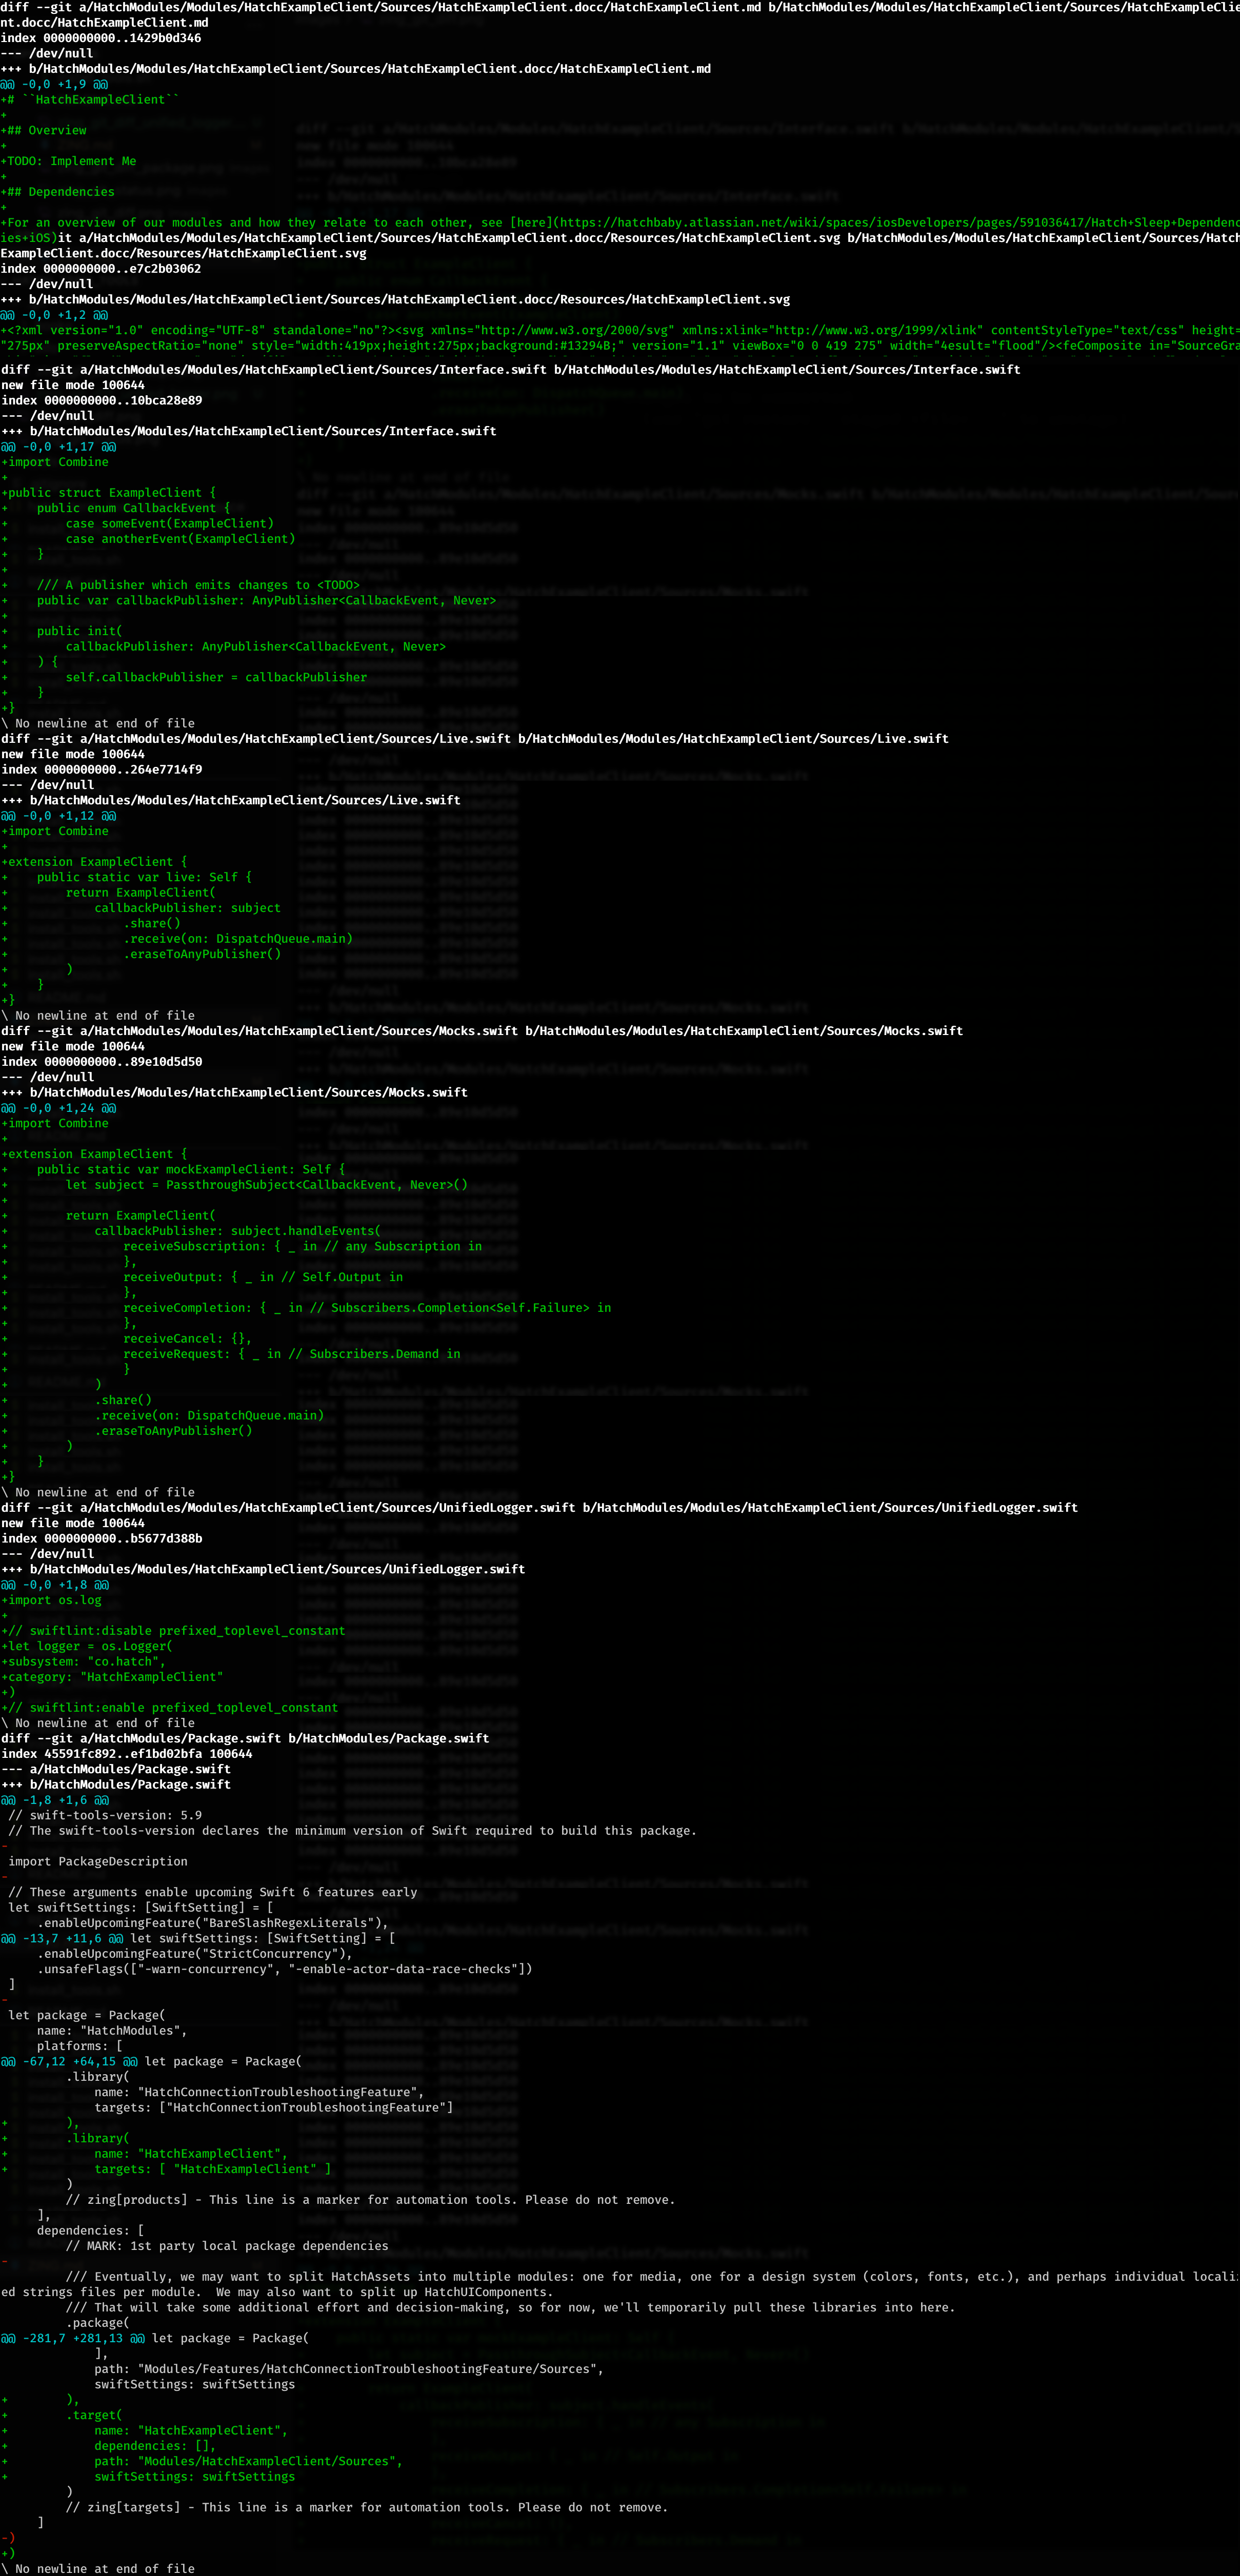 diff --git a/HatchModules/Modules/HatchExampleClient/Sources/HatchExampleClient.docc/HatchExampleClient.md b/HatchModules/Modules/HatchExampleClient/Sources/HatchExampleClie
nt.docc/HatchExampleClient.md
index 0000000000..1429b0d346
--- /dev/null
+++ b/HatchModules/Modules/HatchExampleClient/Sources/HatchExampleClient.docc/HatchExampleClient.md
@@ -0,0 +1,9 @@
+# ``HatchExampleClient``
+
+## Overview
+
+TODO: Implement Me
+
+## Dependencies
+
+For an overview of our modules and how they relate to each other, see [here](https://hatchbaby.atlassian.net/wiki/spaces/iosDevelopers/pages/591036417/Hatch+Sleep+Dependenc
ies+iOS)it a/HatchModules/Modules/HatchExampleClient/Sources/HatchExampleClient.docc/Resources/HatchExampleClient.svg b/HatchModules/Modules/HatchExampleClient/Sources/Hatch
ExampleClient.docc/Resources/HatchExampleClient.svg
index 0000000000..e7c2b03062
--- /dev/null
+++ b/HatchModules/Modules/HatchExampleClient/Sources/HatchExampleClient.docc/Resources/HatchExampleClient.svg
@@ -0,0 +1,2 @@
+<?xml version="1.0" encoding="UTF-8" standalone="no"?><svg xmlns="http://www.w3.org/2000/svg" xmlns:xlink="http://www.w3.org/1999/xlink" contentStyleType="text/css" height=
"275px" preserveAspectRatio="none" style="width:419px;height:275px;background:#13294B;" version="1.1" viewBox="0 0 419 275" width="4esult="flood"/><feComposite in="SourceGra
diff --git a/HatchModules/Modules/HatchExampleClient/Sources/Interface.swift b/HatchModules/Modules/HatchExampleClient/Sources/Interface.swift
new file mode 100644
index 0000000000..10bca28e89
--- /dev/null
+++ b/HatchModules/Modules/HatchExampleClient/Sources/Interface.swift
@@ -0,0 +1,17 @@
+import Combine
+
+public struct ExampleClient {
+    public enum CallbackEvent {
+        case someEvent(ExampleClient)
+        case anotherEvent(ExampleClient)
+    }
+
+    /// A publisher which emits changes to <TODO>
+    public var callbackPublisher: AnyPublisher<CallbackEvent, Never>
+
+    public init(
+        callbackPublisher: AnyPublisher<CallbackEvent, Never>
+    ) {
+        self.callbackPublisher = callbackPublisher
+    }
+}
\ No newline at end of file
diff --git a/HatchModules/Modules/HatchExampleClient/Sources/Live.swift b/HatchModules/Modules/HatchExampleClient/Sources/Live.swift
new file mode 100644
index 0000000000..264e7714f9
--- /dev/null
+++ b/HatchModules/Modules/HatchExampleClient/Sources/Live.swift
@@ -0,0 +1,12 @@
+import Combine
+
+extension ExampleClient {
+    public static var live: Self {
+        return ExampleClient(
+            callbackPublisher: subject
+                .share()
+                .receive(on: DispatchQueue.main)
+                .eraseToAnyPublisher()
+        )
+    }
+}
\ No newline at end of file
diff --git a/HatchModules/Modules/HatchExampleClient/Sources/Mocks.swift b/HatchModules/Modules/HatchExampleClient/Sources/Mocks.swift
new file mode 100644
index 0000000000..89e10d5d50
--- /dev/null
+++ b/HatchModules/Modules/HatchExampleClient/Sources/Mocks.swift
@@ -0,0 +1,24 @@
+import Combine
+
+extension ExampleClient {
+    public static var mockExampleClient: Self {
+        let subject = PassthroughSubject<CallbackEvent, Never>()
+
+        return ExampleClient(
+            callbackPublisher: subject.handleEvents(
+                receiveSubscription: { _ in // any Subscription in
+                },
+                receiveOutput: { _ in // Self.Output in
+                },
+                receiveCompletion: { _ in // Subscribers.Completion<Self.Failure> in
+                },
+                receiveCancel: {},
+                receiveRequest: { _ in // Subscribers.Demand in
+                }
+            )
+            .share()
+            .receive(on: DispatchQueue.main)
+            .eraseToAnyPublisher()
+        )
+    }
+}
\ No newline at end of file
diff --git a/HatchModules/Modules/HatchExampleClient/Sources/UnifiedLogger.swift b/HatchModules/Modules/HatchExampleClient/Sources/UnifiedLogger.swift
new file mode 100644
index 0000000000..b5677d388b
--- /dev/null
+++ b/HatchModules/Modules/HatchExampleClient/Sources/UnifiedLogger.swift
@@ -0,0 +1,8 @@
+import os.log
+
+// swiftlint:disable prefixed_toplevel_constant
+let logger = os.Logger(
+subsystem: "co.hatch",
+category: "HatchExampleClient"
+)
+// swiftlint:enable prefixed_toplevel_constant
\ No newline at end of file
diff --git a/HatchModules/Package.swift b/HatchModules/Package.swift
index 45591fc892..ef1bd02bfa 100644
--- a/HatchModules/Package.swift
+++ b/HatchModules/Package.swift
@@ -1,8 +1,6 @@
 // swift-tools-version: 5.9
 // The swift-tools-version declares the minimum version of Swift required to build this package.
-
 import PackageDescription
-
 // These arguments enable upcoming Swift 6 features early
 let swiftSettings: [SwiftSetting] = [
     .enableUpcomingFeature("BareSlashRegexLiterals"),
@@ -13,7 +11,6 @@ let swiftSettings: [SwiftSetting] = [
     .enableUpcomingFeature("StrictConcurrency"),
     .unsafeFlags(["-warn-concurrency", "-enable-actor-data-race-checks"])
 ]
-
 let package = Package(
     name: "HatchModules",
     platforms: [
@@ -67,12 +64,15 @@ let package = Package(
         .library(
             name: "HatchConnectionTroubleshootingFeature",
             targets: ["HatchConnectionTroubleshootingFeature"]
+        ),
+        .library(
+            name: "HatchExampleClient",
+            targets: [ "HatchExampleClient" ]
         )
         // zing[products] - This line is a marker for automation tools. Please do not remove.
     ],
     dependencies: [
         // MARK: 1st party local package dependencies
-
         /// Eventually, we may want to split HatchAssets into multiple modules: one for media, one for a design system (colors, fonts, etc.), and perhaps individual locali
ed strings files per module.  We may also want to split up HatchUIComponents.
         /// That will take some additional effort and decision-making, so for now, we'll temporarily pull these libraries into here.
         .package(
@@ -281,7 +281,13 @@ let package = Package(
             ],
             path: "Modules/Features/HatchConnectionTroubleshootingFeature/Sources",
             swiftSettings: swiftSettings
+        ),
+        .target(
+            name: "HatchExampleClient",
+            dependencies: [],
+            path: "Modules/HatchExampleClient/Sources",
+            swiftSettings: swiftSettings
         )
         // zing[targets] - This line is a marker for automation tools. Please do not remove.
     ]
-)
+)
\ No newline at end of file